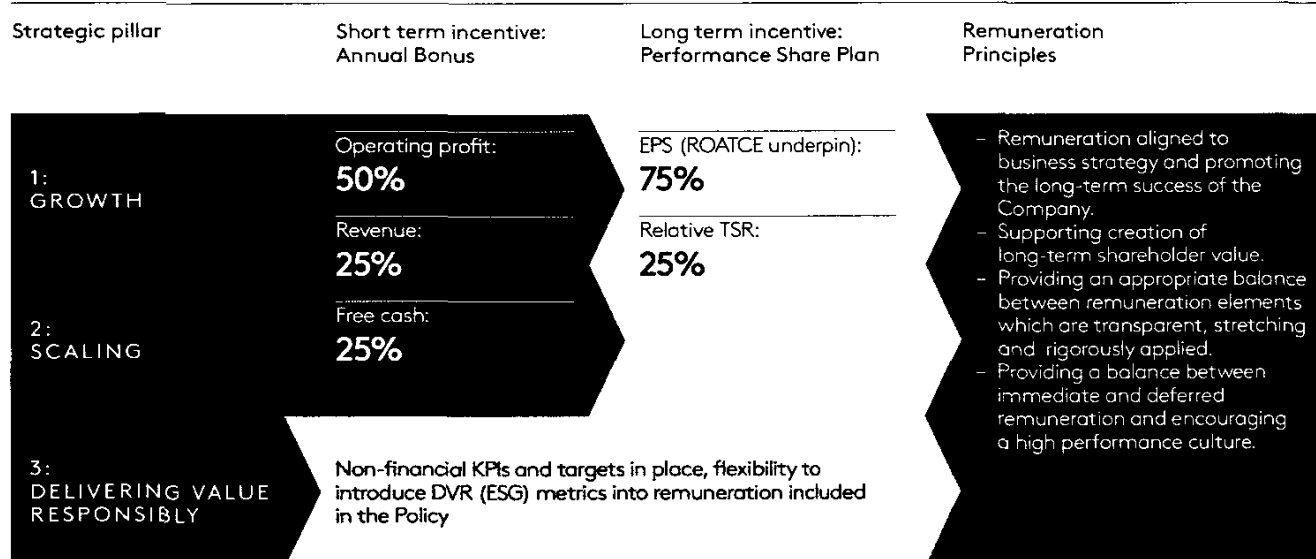 Strategic pillar
Short term incentive:
Annual Bonus
Long term incentive:
Performance Share Plan
Remuneration
Principles
1:
GROWTH
Operating profit:
50%
Revenue:
25%
EPS (ROATCE underpin):
75%
Relative TSR:
25%
2:
SCALING
Free cash:
25%
3:
DELIVERING VALUE
RESPONSIBLY
Non-financial KPIs and targets in place, flexibility to
introduce DVR (ESG) metrics into remuneration included
in the Policy
– Remuneration aligned to
business strategy and promoting
the long-term success of the
Company.
– Supporting creation of
long-term shareholder value.
– Providing an appropriate balance
between remuneration elements
which are transparent, stretching
and rigorously applied.
– Providing a balance between
immediate and deferred
remuneration and encouraging
a high performance culture.